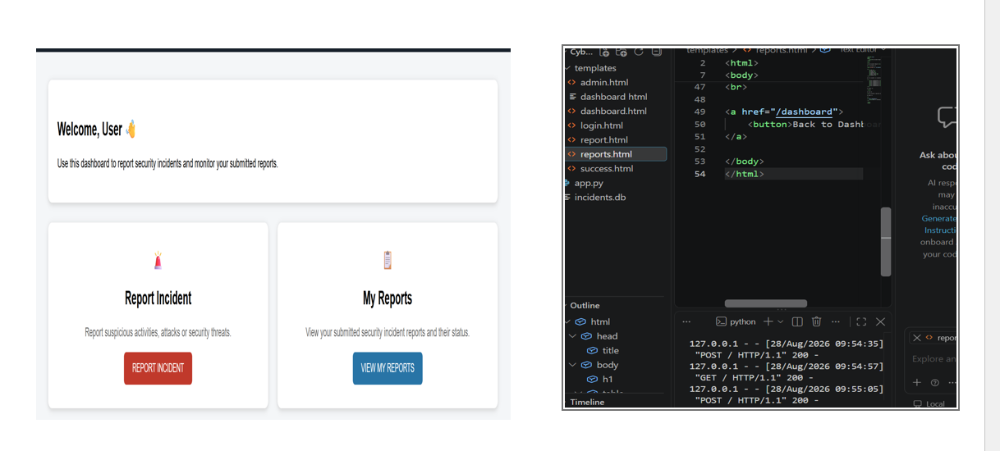 Welcome, User 👋
Use this dashboard to report security incidents and monitor your submitted reports.
Report Incident
Report suspicious activities, attacks or security threats.
REPORT INCIDENT
My Reports
View your submitted security incident reports and their status.
VIEW MY REPORTS
Cyb...
templates
admin.html
dashboard html
dashboard.html
login.html
report.html
reports.html
success.html
app.py
incidents.db
Outline
html
head
title
body
h1
table
Timeline
templates > reports.html > Text Editor
2 <html>
7 <body>
47 <br>
48
49 <a href="/dashboard">
50 <button>Back to Dashboar
51 </a>
52
53 </body>
54 </html>
... python ...
127.0.0.1 - - [28/Aug/2026 09:54:35]
"POST / HTTP/1.1" 200 -
127.0.0.1 - - [28/Aug/2026 09:54:57]
"GET / HTTP/1.1" 200 -
127.0.0.1 - - [28/Aug/2026 09:55:05]
"POST / HTTP/1.1" 200 -
Ask abou
cod
AI resp
may
inaccu
Generate
Instructi
onboard
your cod
repor
Explore an
Local